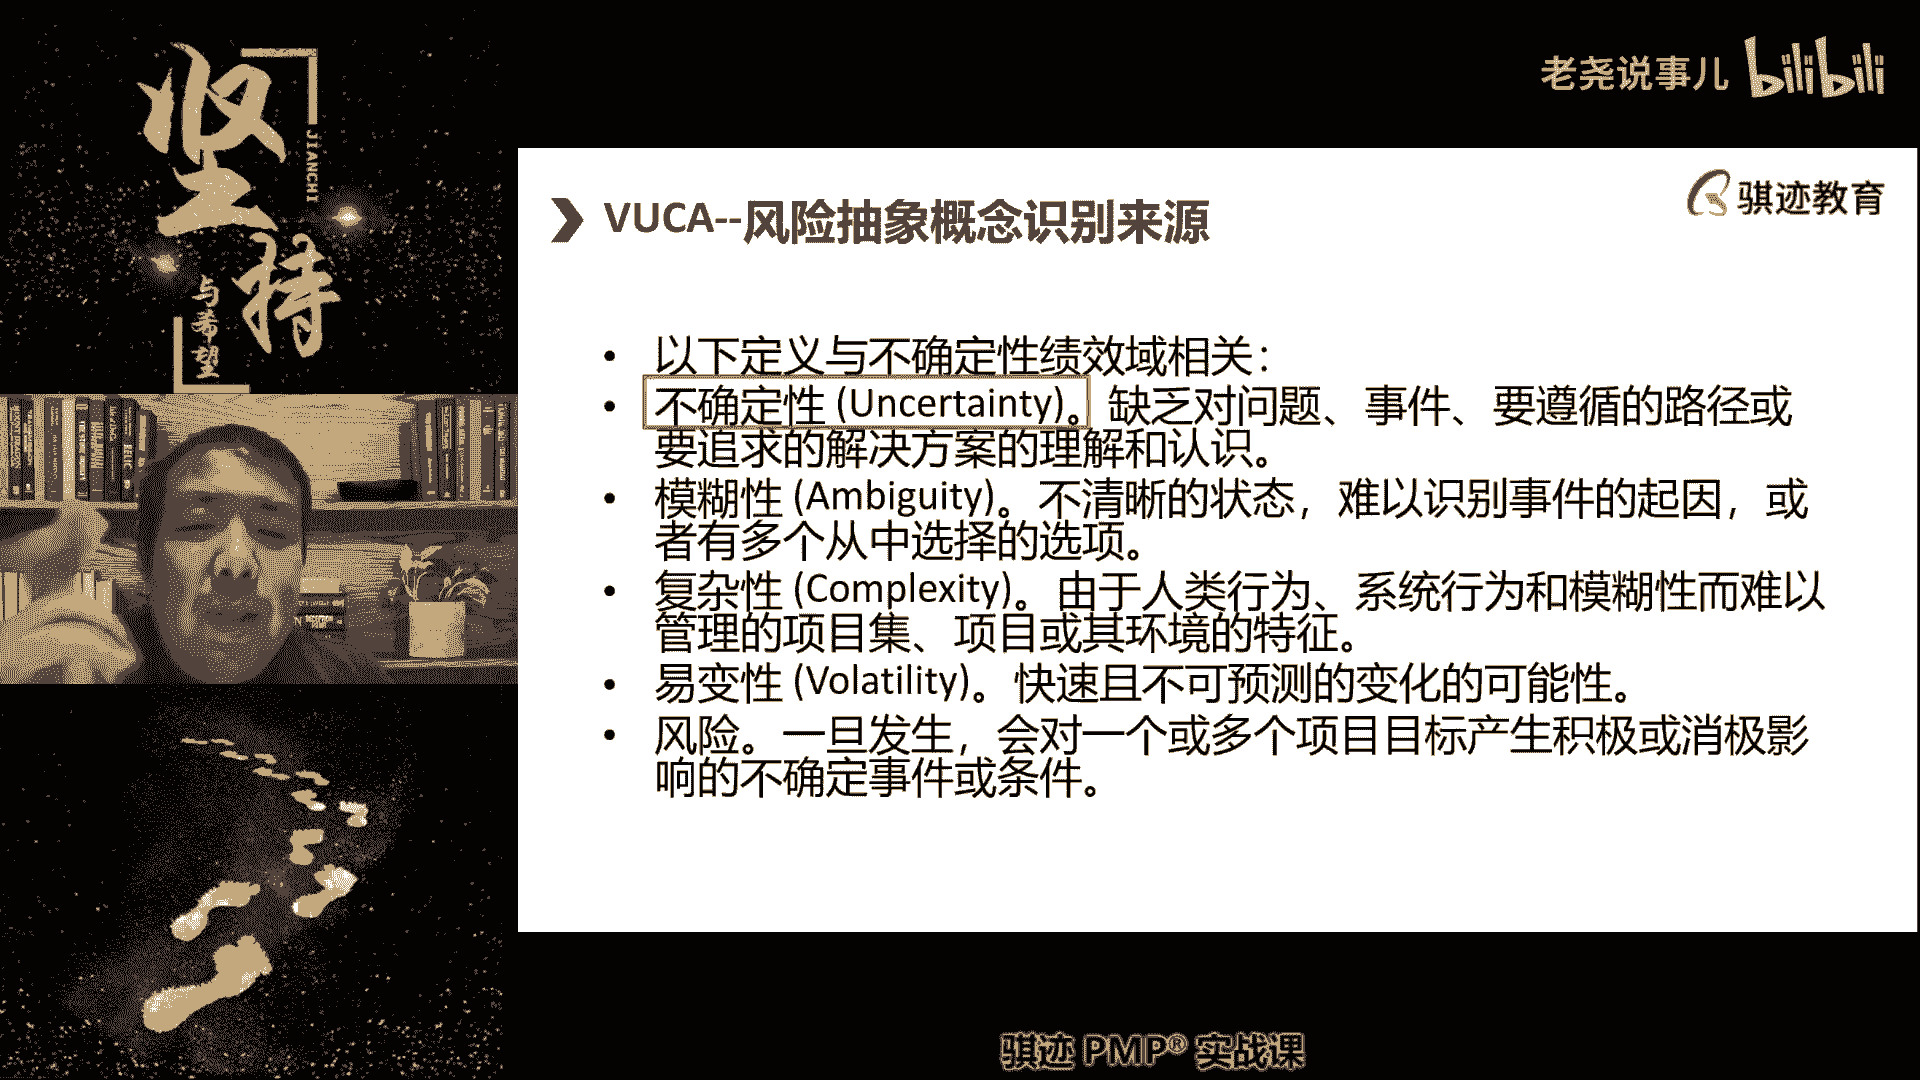 坚持
JIANCHI
与希望
老尧说事儿 bilibili
骐迹教育
VUCA--风险抽象概念识别来源
• 以下定义与不确定性绩效域相关：
• 不确定性 (Uncertainty)。缺乏对问题、事件、要遵循的路径或
要追求的解决方案的理解和认识。
• 模糊性 (Ambiguity)。不清晰的状态，难以识别事件的起因，或
者有多个从中选择的选项。
• 复杂性 (Complexity)。由于人类行为、系统行为和模糊性而难以
管理的项目集、项目或其环境的特征。
• 易变性 (Volatility)。快速且不可预测的变化的可能性。
• 风险。一旦发生，会对一个或多个项目目标产生积极或消极影
响的不确定事件或条件。
骐迹 PMP® 实战课